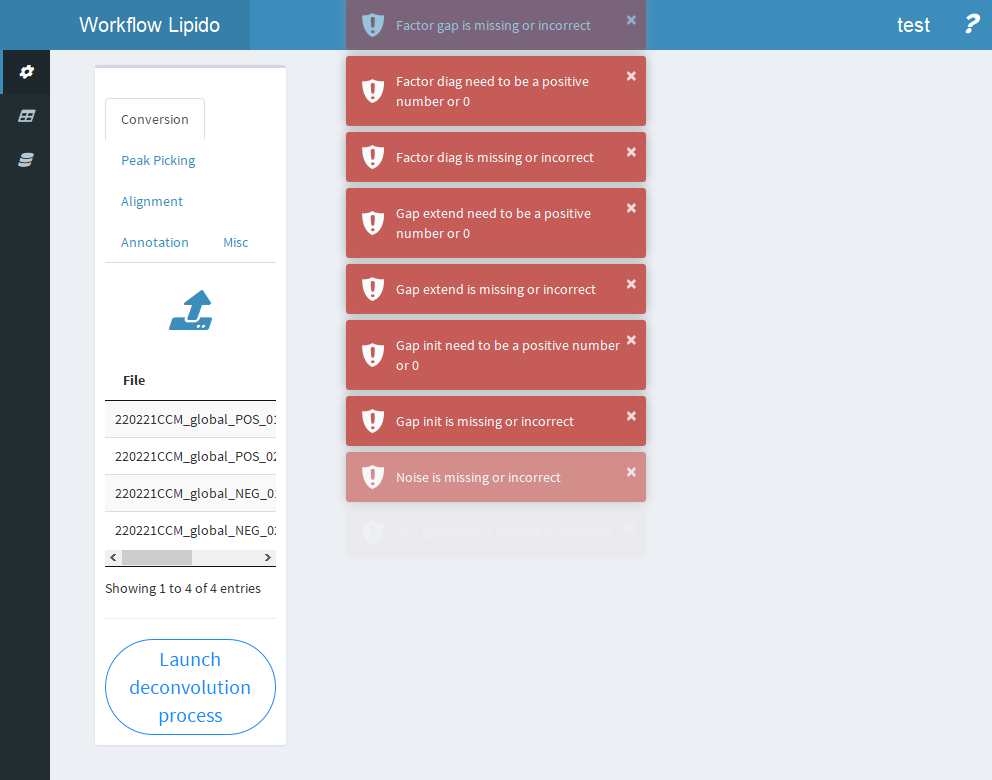 Workflow Lipido
test
?
Factor gap is missing or incorrect
×
Factor diag need to be a positive
number or 0
×
Factor diag is missing or incorrect
×
Gap extend need to be a positive
number or 0
×
Gap extend is missing or incorrect
×
Gap init need to be a positive number
or 0
×
Gap init is missing or incorrect
×
Noise is missing or incorrect
×
Conversion
Peak Picking
Alignment
Annotation
Misc
File
220221CCM_global_POS_01
220221CCM_global_POS_02
220221CCM_global_NEG_01
220221CCM_global_NEG_02
Showing 1 to 4 of 4 entries
Launch
deconvolution
process